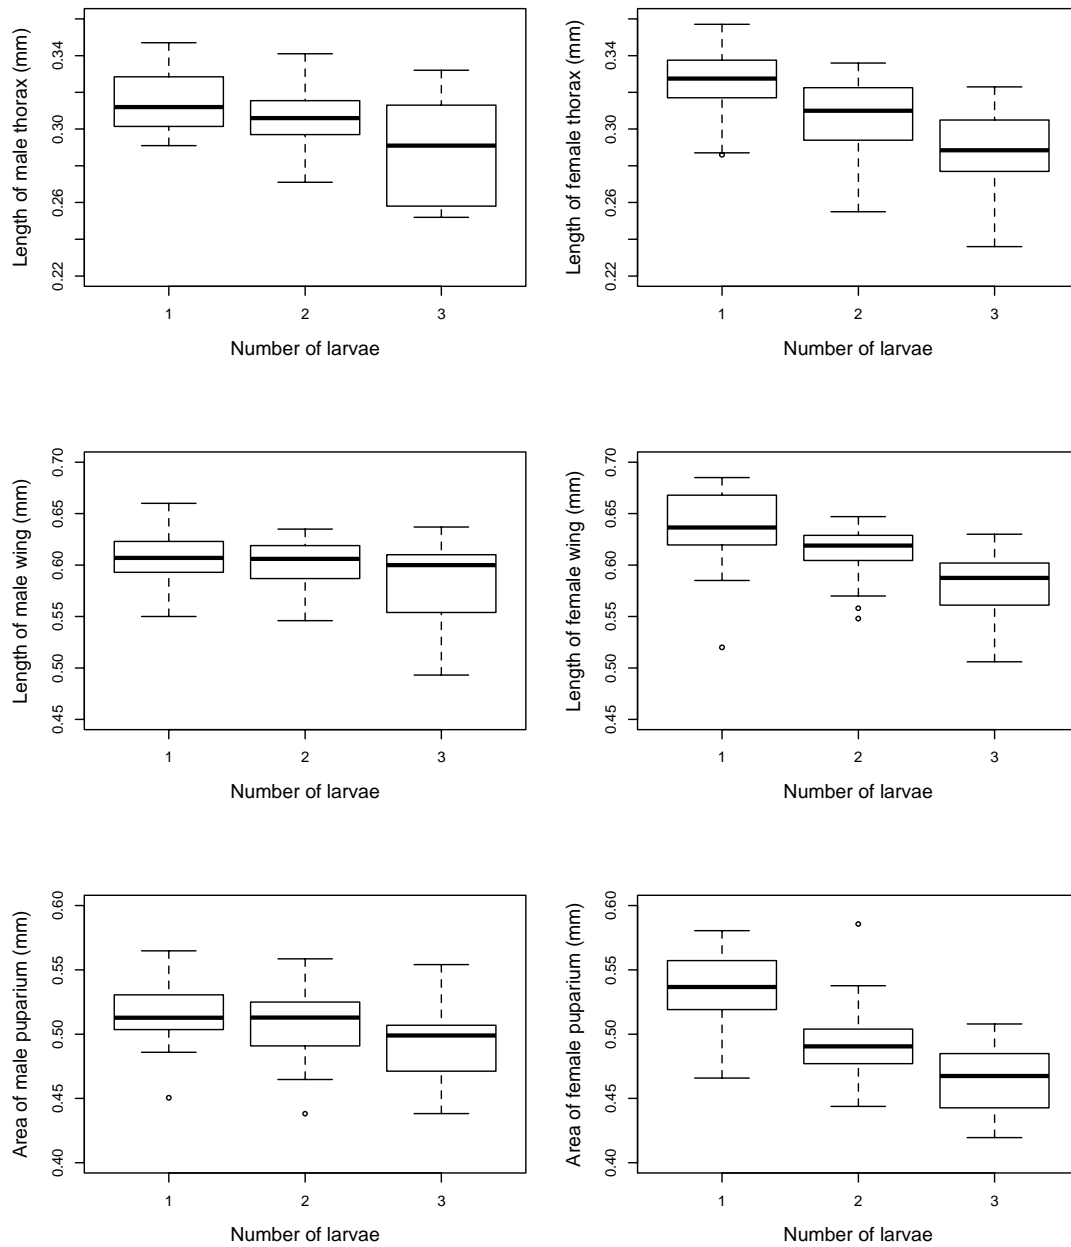 Length of male thorax (mm)
0.22 0.26 0.30 0.34
1 2 3
Number of larvae
Length of female thorax (mm)
0.22 0.26 0.30 0.34
1 2 3
Number of larvae
Length of male wing (mm)
0.45 0.50 0.55 0.60 0.65 0.70
1 2 3
Number of larvae
Length of female wing (mm)
0.45 0.50 0.55 0.60 0.65 0.70
1 2 3
Number of larvae
Area of male puparium (mm)
0.40 0.45 0.50 0.55 0.60
1 2 3
Number of larvae
Area of female puparium (mm)
0.40 0.45 0.50 0.55 0.60
1 2 3
Number of larvae